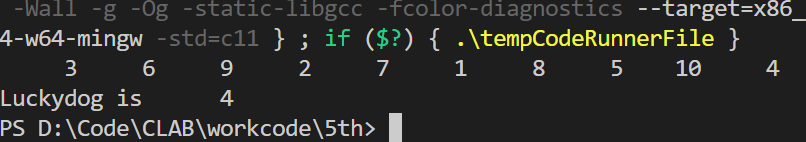 -Wall -g -Og -static-libgcc -fcolor-diagnostics --target=x86_
4-w64-mingw -std=c11 } ; if ($?) { .\tempCodeRunnerFile }
3 6 9 2 7 1 8 5 10 4
Luckydog is 4
PS D:\Code\CLAB\workcode\5th>